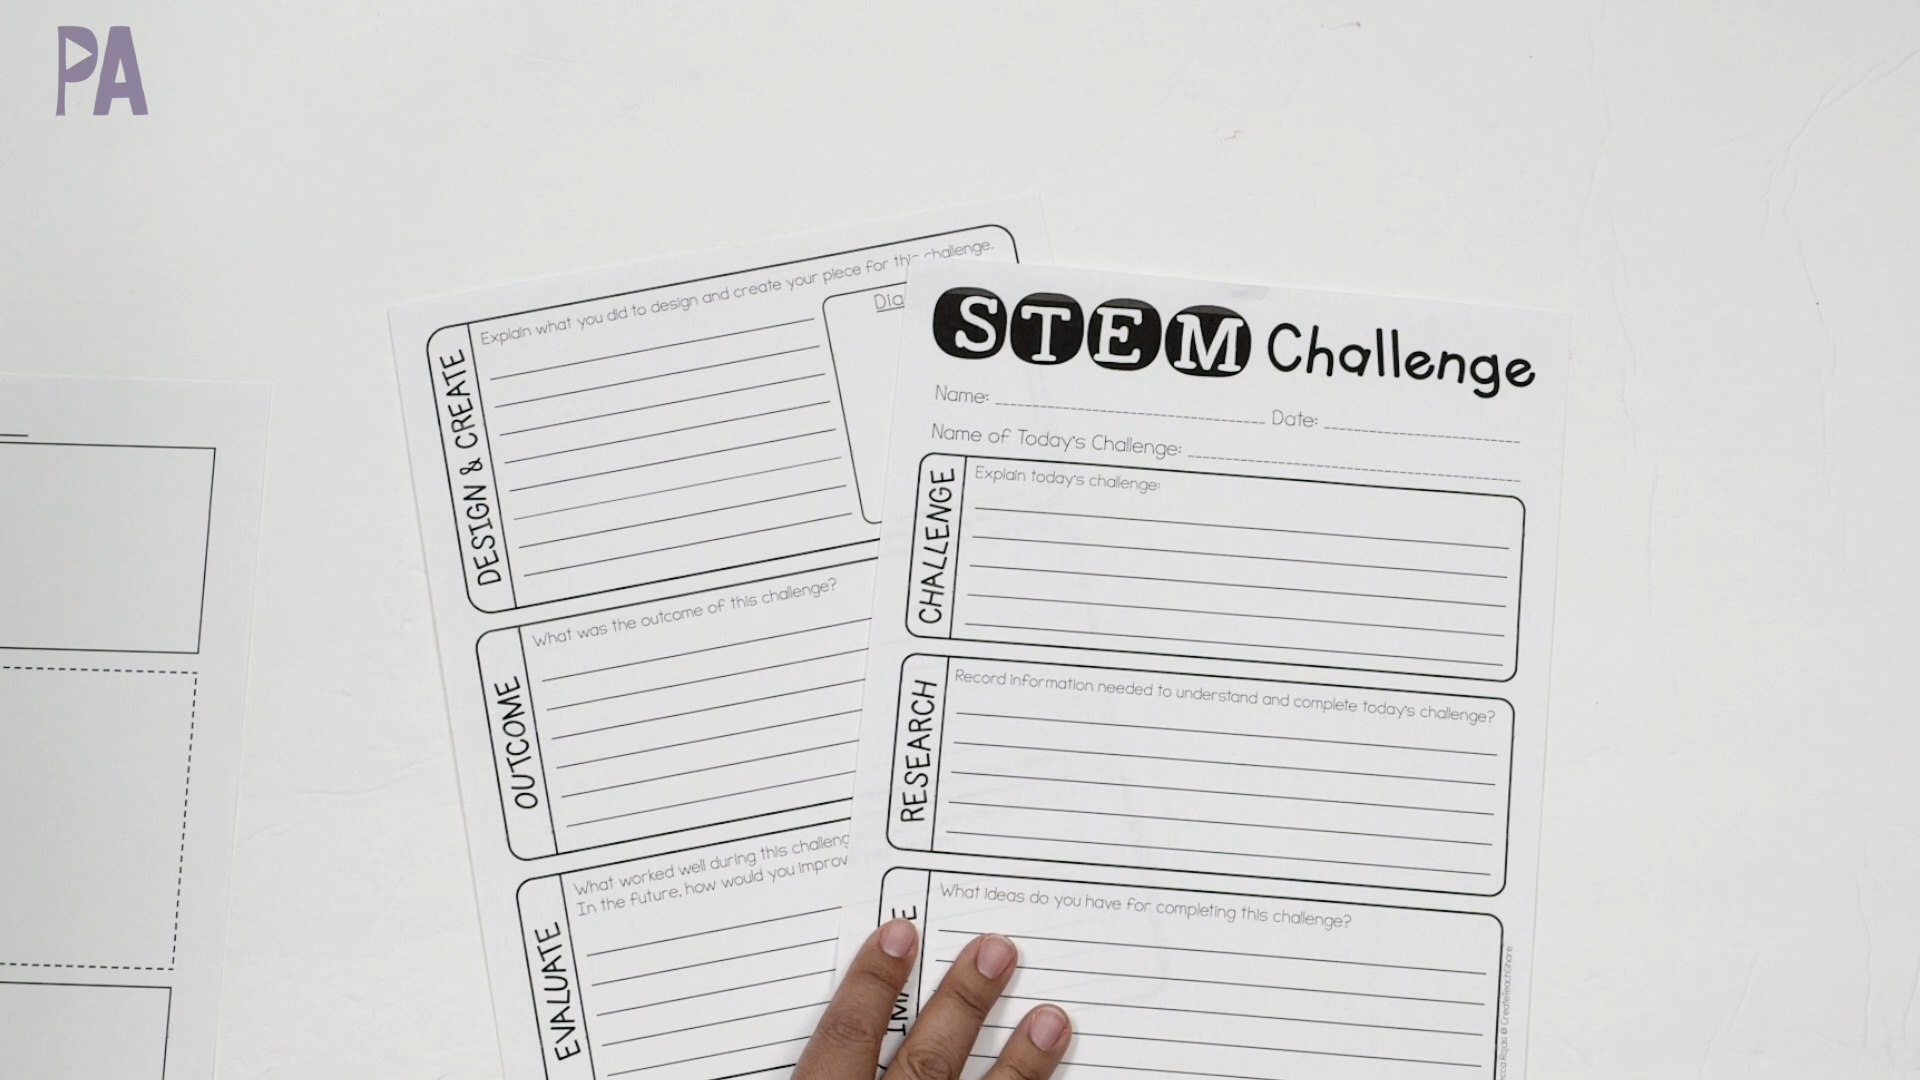 PA
Explain what you did to design and create your piece for this challenge.
DESIGN & CREATE
What was the outcome of this challenge?
OUTCOME
What worked well during this
In the future, how would you
EVALUATE
STEM Challenge
Name: Date:
Name of Today's Challenge:
CHALLENGE
Explain today's challenge:
RESEARCH
Record information needed to understand and complete today's challenge?
What ideas do you have for completing this challenge?
Rojas © CreateTeachShare